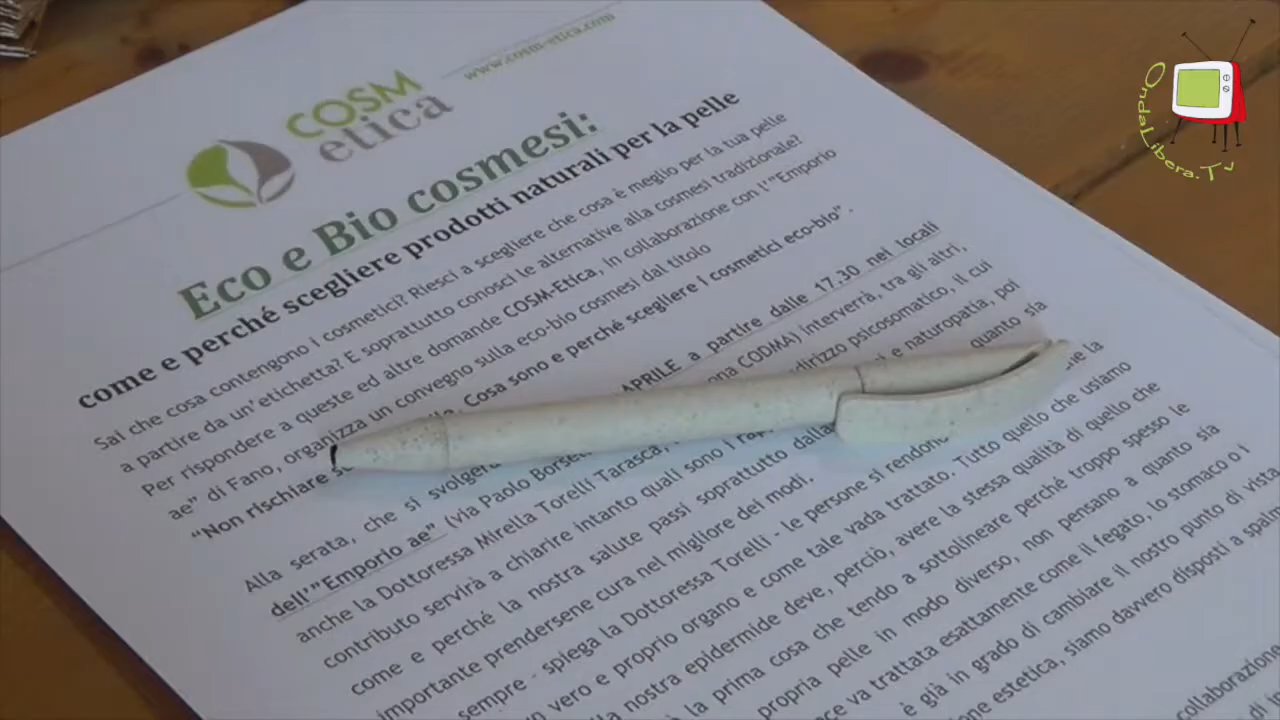 COSM
etica
www.cosm-etica.com
OndaLibera.Tv
Eco e Bio cosmesi:
come e perché scegliere prodotti naturali per la pelle
Sai che cosa contengono i cosmetici? Riesci a scegliere che cosa è meglio per la tua pelle
a partire da un'etichetta? E soprattutto conosci le alternative alla cosmesi tradizionale?
Per rispondere a queste ed altre domande COSM-Etica, in collaborazione con l'"Emporio
ae" di Fano, organizza un convegno sulla eco-bio cosmesi dal titolo
"Non rischiare Cosa sono e perché scegliere i cosmetici eco-bio".
Alla serata, che si svolgerà APRILE a partire dalle 17.30 nei locali
dell'"Emporio ae" (via Paolo Borse ona CODMA) interverrà, tra gli altri,
anche la Dottoressa Mirella Torelli Tarasca, dirizzo psicosomatico, il cui
contributo servirà a chiarire intanto quali sono i e naturopatia, poi
come e perché la nostra salute passi soprattutto dalla quanto sia
importante prendersene cura nel migliore dei modi.
sempre - spiega la Dottoressa Torelli - le persone si rendono che la
un vero e proprio organo e come tale vada trattato. Tutto quello che usiamo
la nostra epidermide deve, perciò, avere la stessa qualità di quello che
la prima cosa che tendo a sottolineare perché troppo spesso le
propria pelle in modo diverso, non pensano a quanto sia
ce va trattata esattamente come il fegato, lo stomaco o i
è già in grado di cambiare il nostro punto di vista
ione estetica, siamo davvero disposti a spalm
collaborazione